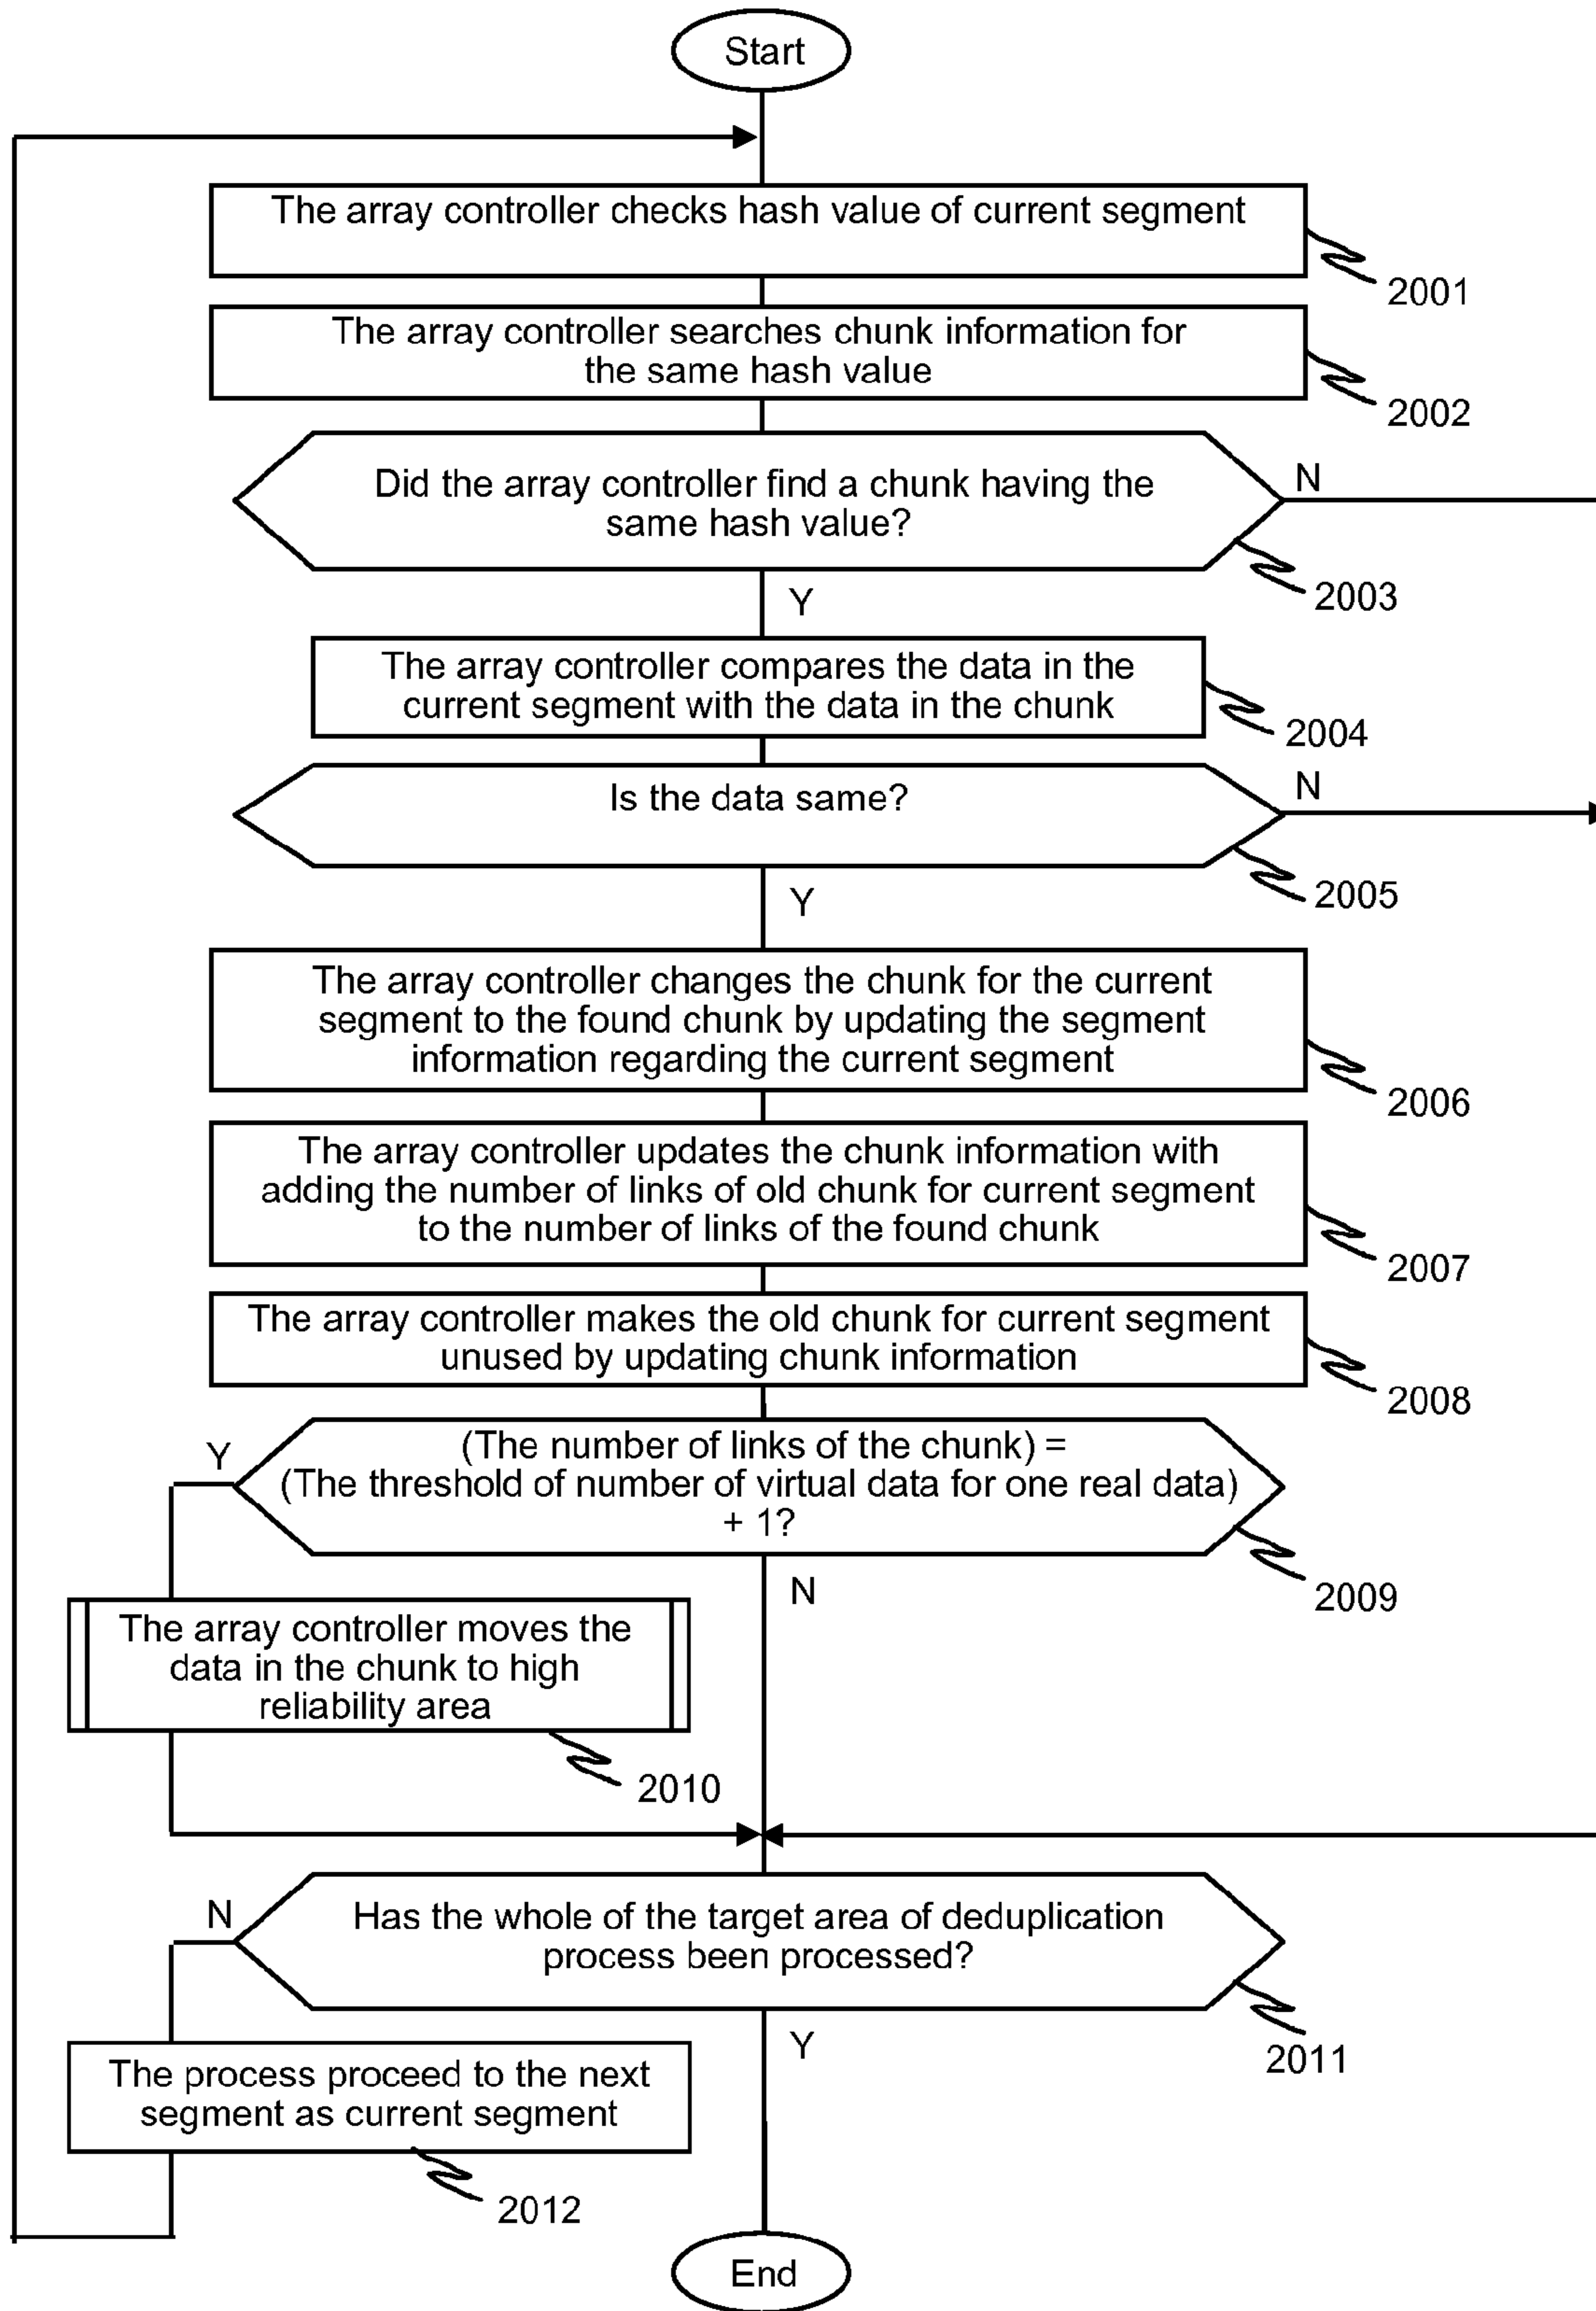 Start
The array controller checks hash value of current segment
2001
The array controller searches chunk information for
the same hash value
2002
Did the array controller find a chunk having the
same hash value?
N
2003
Y
The array controller compares the data in the
current segment with the data in the chunk
2004
Is the data same?
N
2005
Y
The array controller changes the chunk for the current
segment to the found chunk by updating the segment
information regarding the current segment
2006
The array controller updates the chunk information with
adding the number of links of old chunk for current segment
to the number of links of the found chunk
2007
The array controller makes the old chunk for current segment
unused by updating chunk information
2008
Y
(The number of links of the chunk) =
(The threshold of number of virtual data for one real data)
+ 1?
2009
N
The array controller moves the
data in the chunk to high
reliability area
2010
N
Has the whole of the target area of deduplication
process been processed?
2011
Y
The process proceed to the next
segment as current segment
2012
End